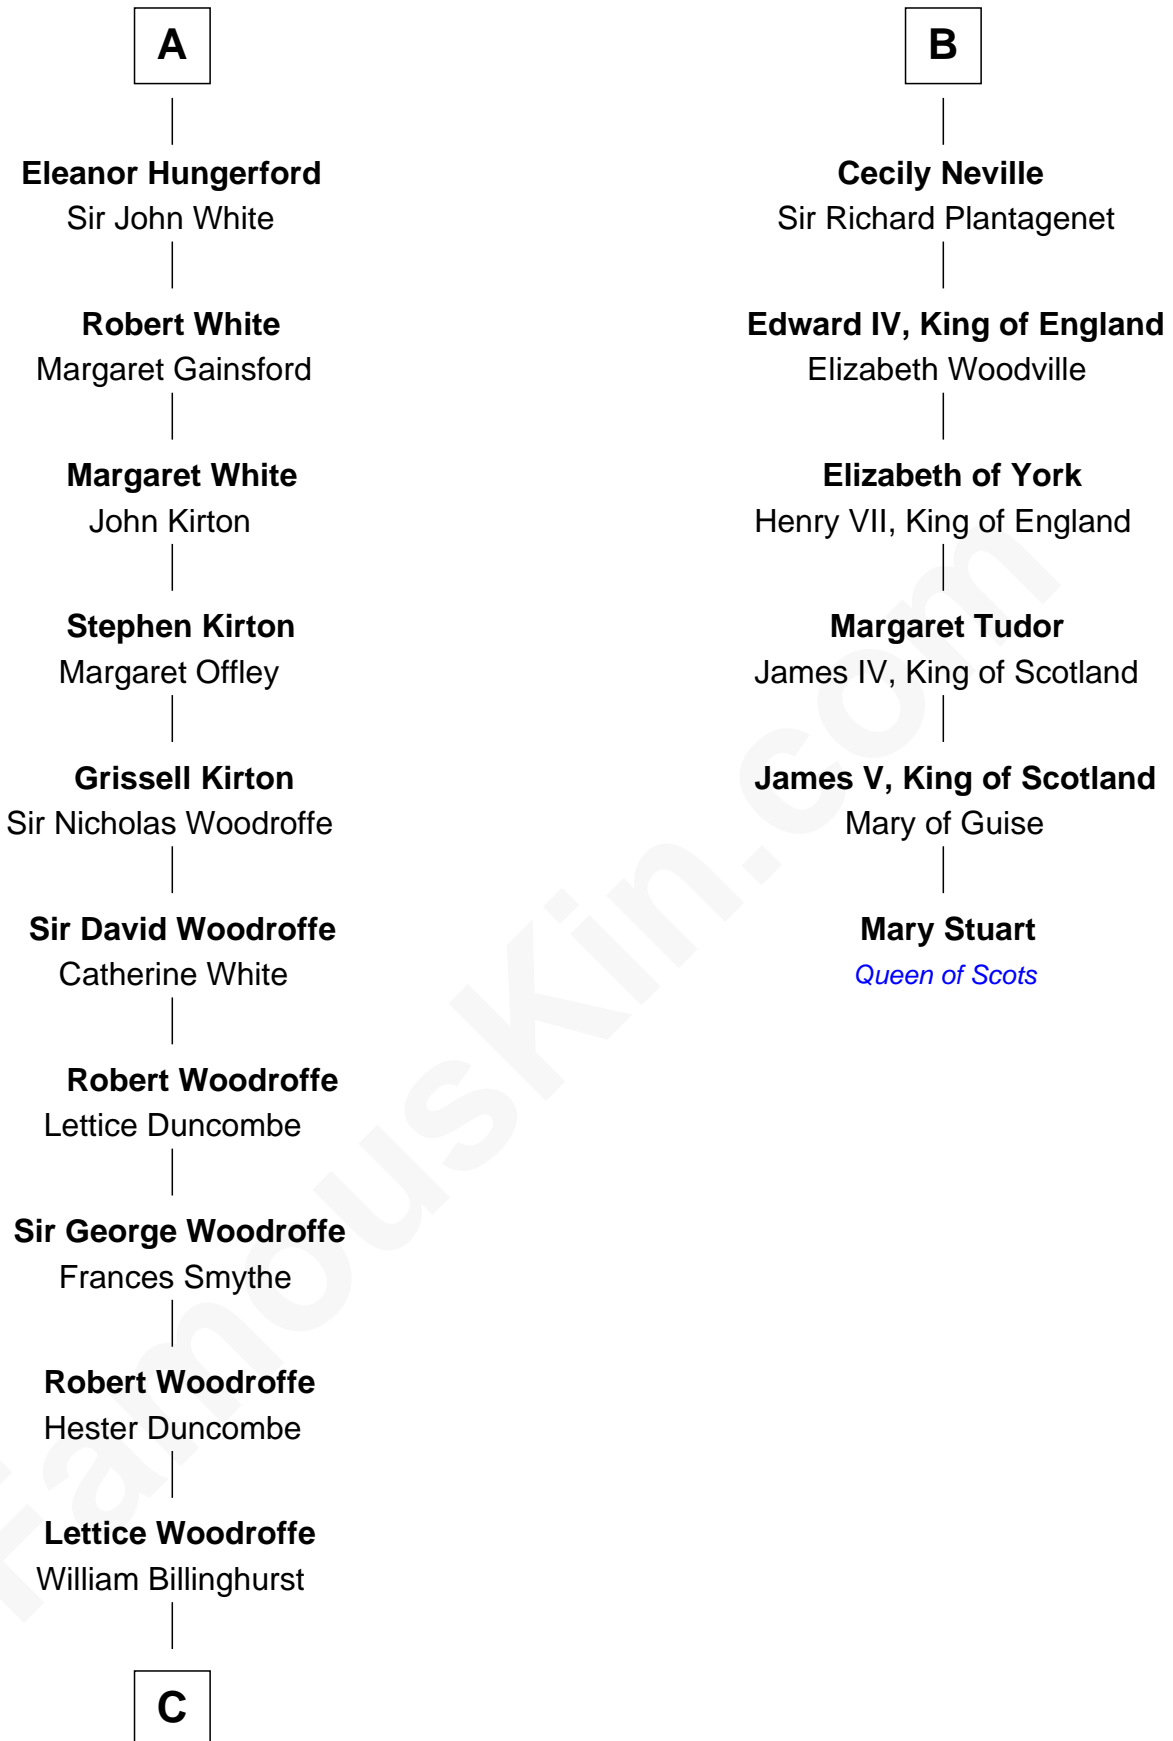 A
Eleanor Hungerford
Sir John White
Robert White
Margaret Gainsford
Margaret White
John Kirton
Stephen Kirton
Margaret Offley
Grissell Kirton
Sir Nicholas Woodroffe
Sir David Woodroffe
Catherine White
Robert Woodroffe
Lettice Duncombe
Sir George Woodroffe
Frances Smythe
Robert Woodroffe
Hester Duncombe
Lettice Woodroffe
William Billinghurst
C
B
Cecily Neville
Sir Richard Plantagenet
Edward IV, King of England
Elizabeth Woodville
Elizabeth of York
Henry VII, King of England
Margaret Tudor
James IV, King of Scotland
James V, King of Scotland
Mary of Guise
Mary Stuart
Queen of Scots
FamousKin.com